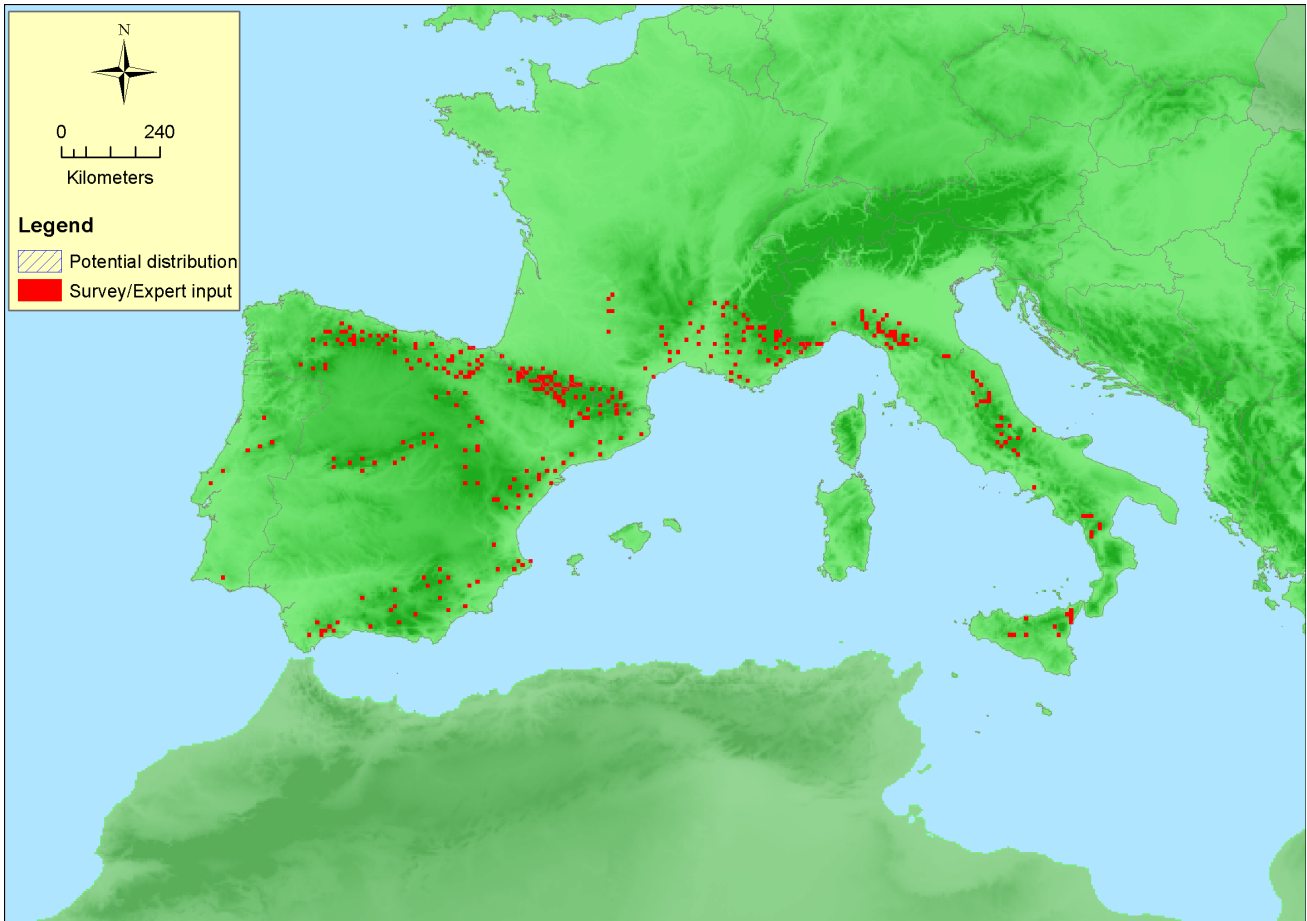 N
0 240
Kilometers
Legend
Potential distribution
Survey/Expert input